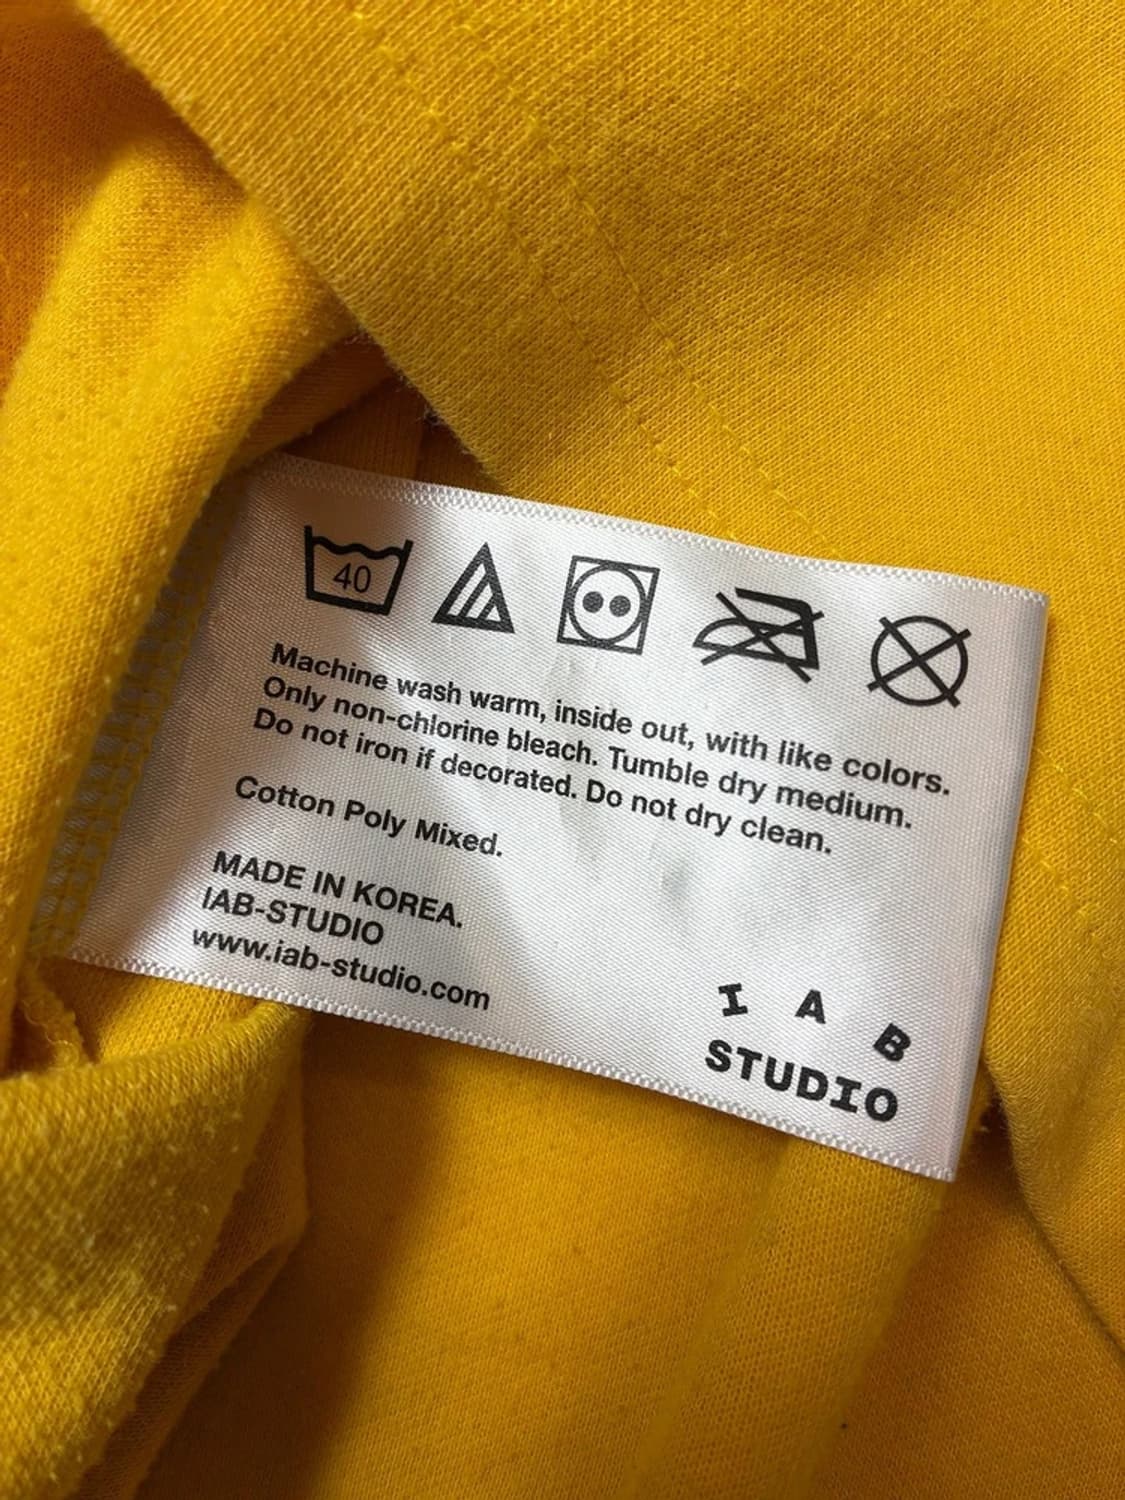 40
Machine wash warm, inside out, with like colors.
Only non-chlorine bleach. Tumble dry medium.
Do not iron if decorated. Do not dry clean.
Cotton Poly Mixed.
MADE IN KOREA.
IAB-STUDIO
www.iab-studio.com
I A B
STUDIO